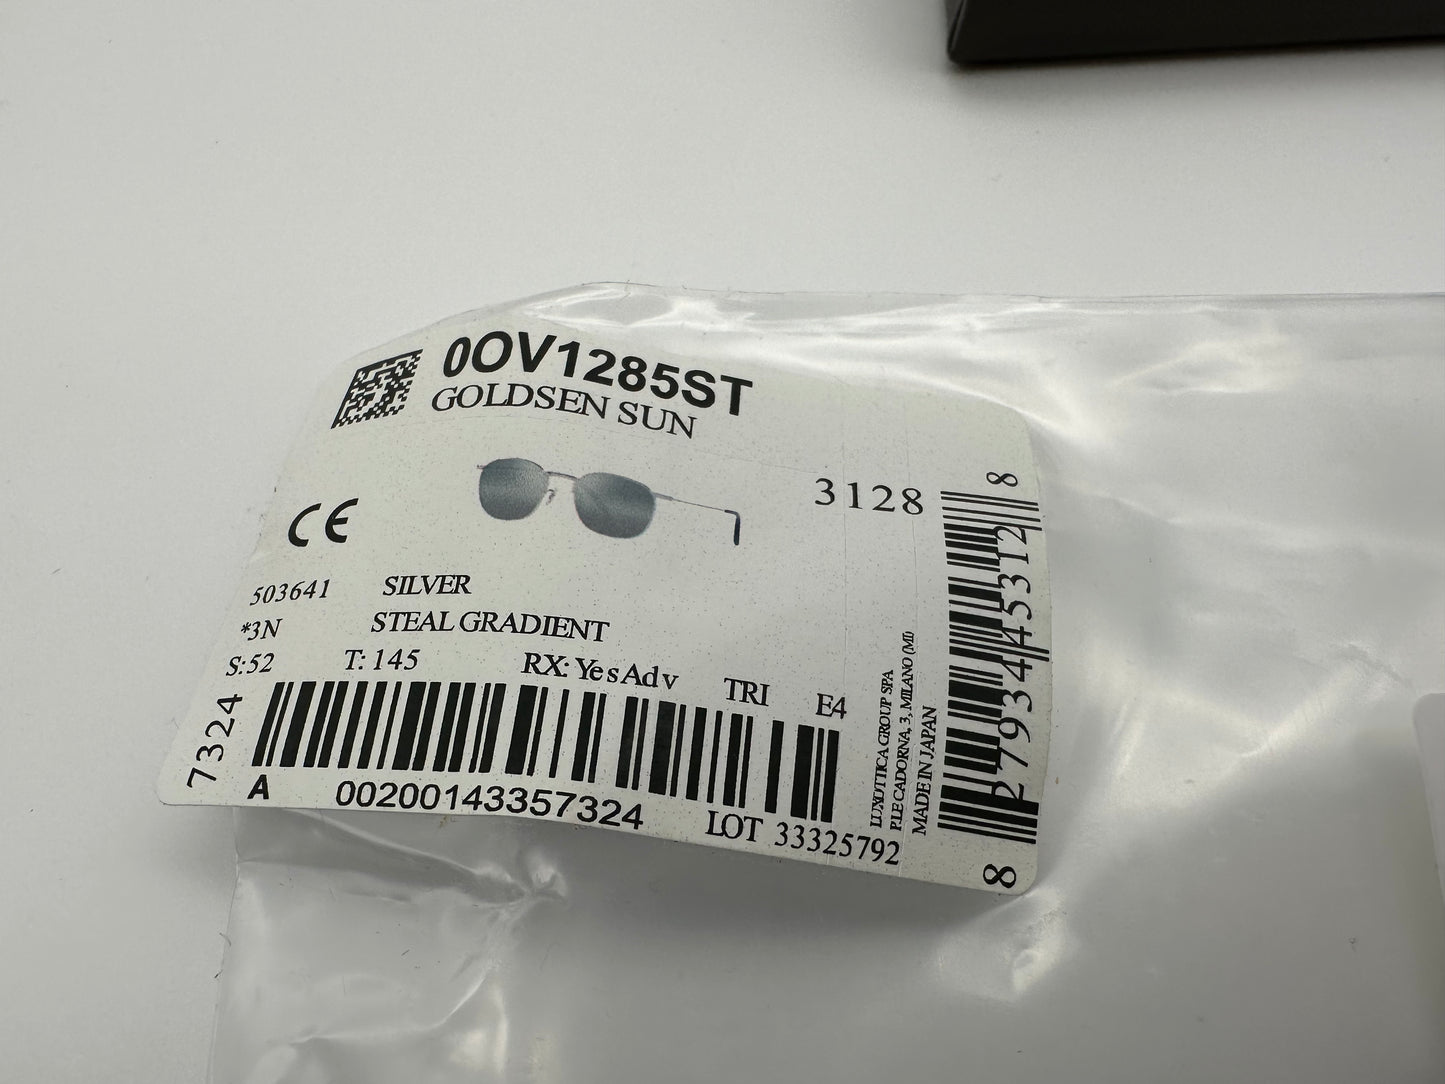 0OV1285ST
GOLDSEN SUN
3128
CE
503641 SILVER
*3N STEAL GRADIENT
S:52 T: 145 RX: YesAdv TRI E4
7324
A 00200143357324
LOT 33325792
LUXOTTICA GROUP SPA
P.LE CADORNA, 3, MILANO (MI)
MADE IN JAPAN
8 279344 45312 8